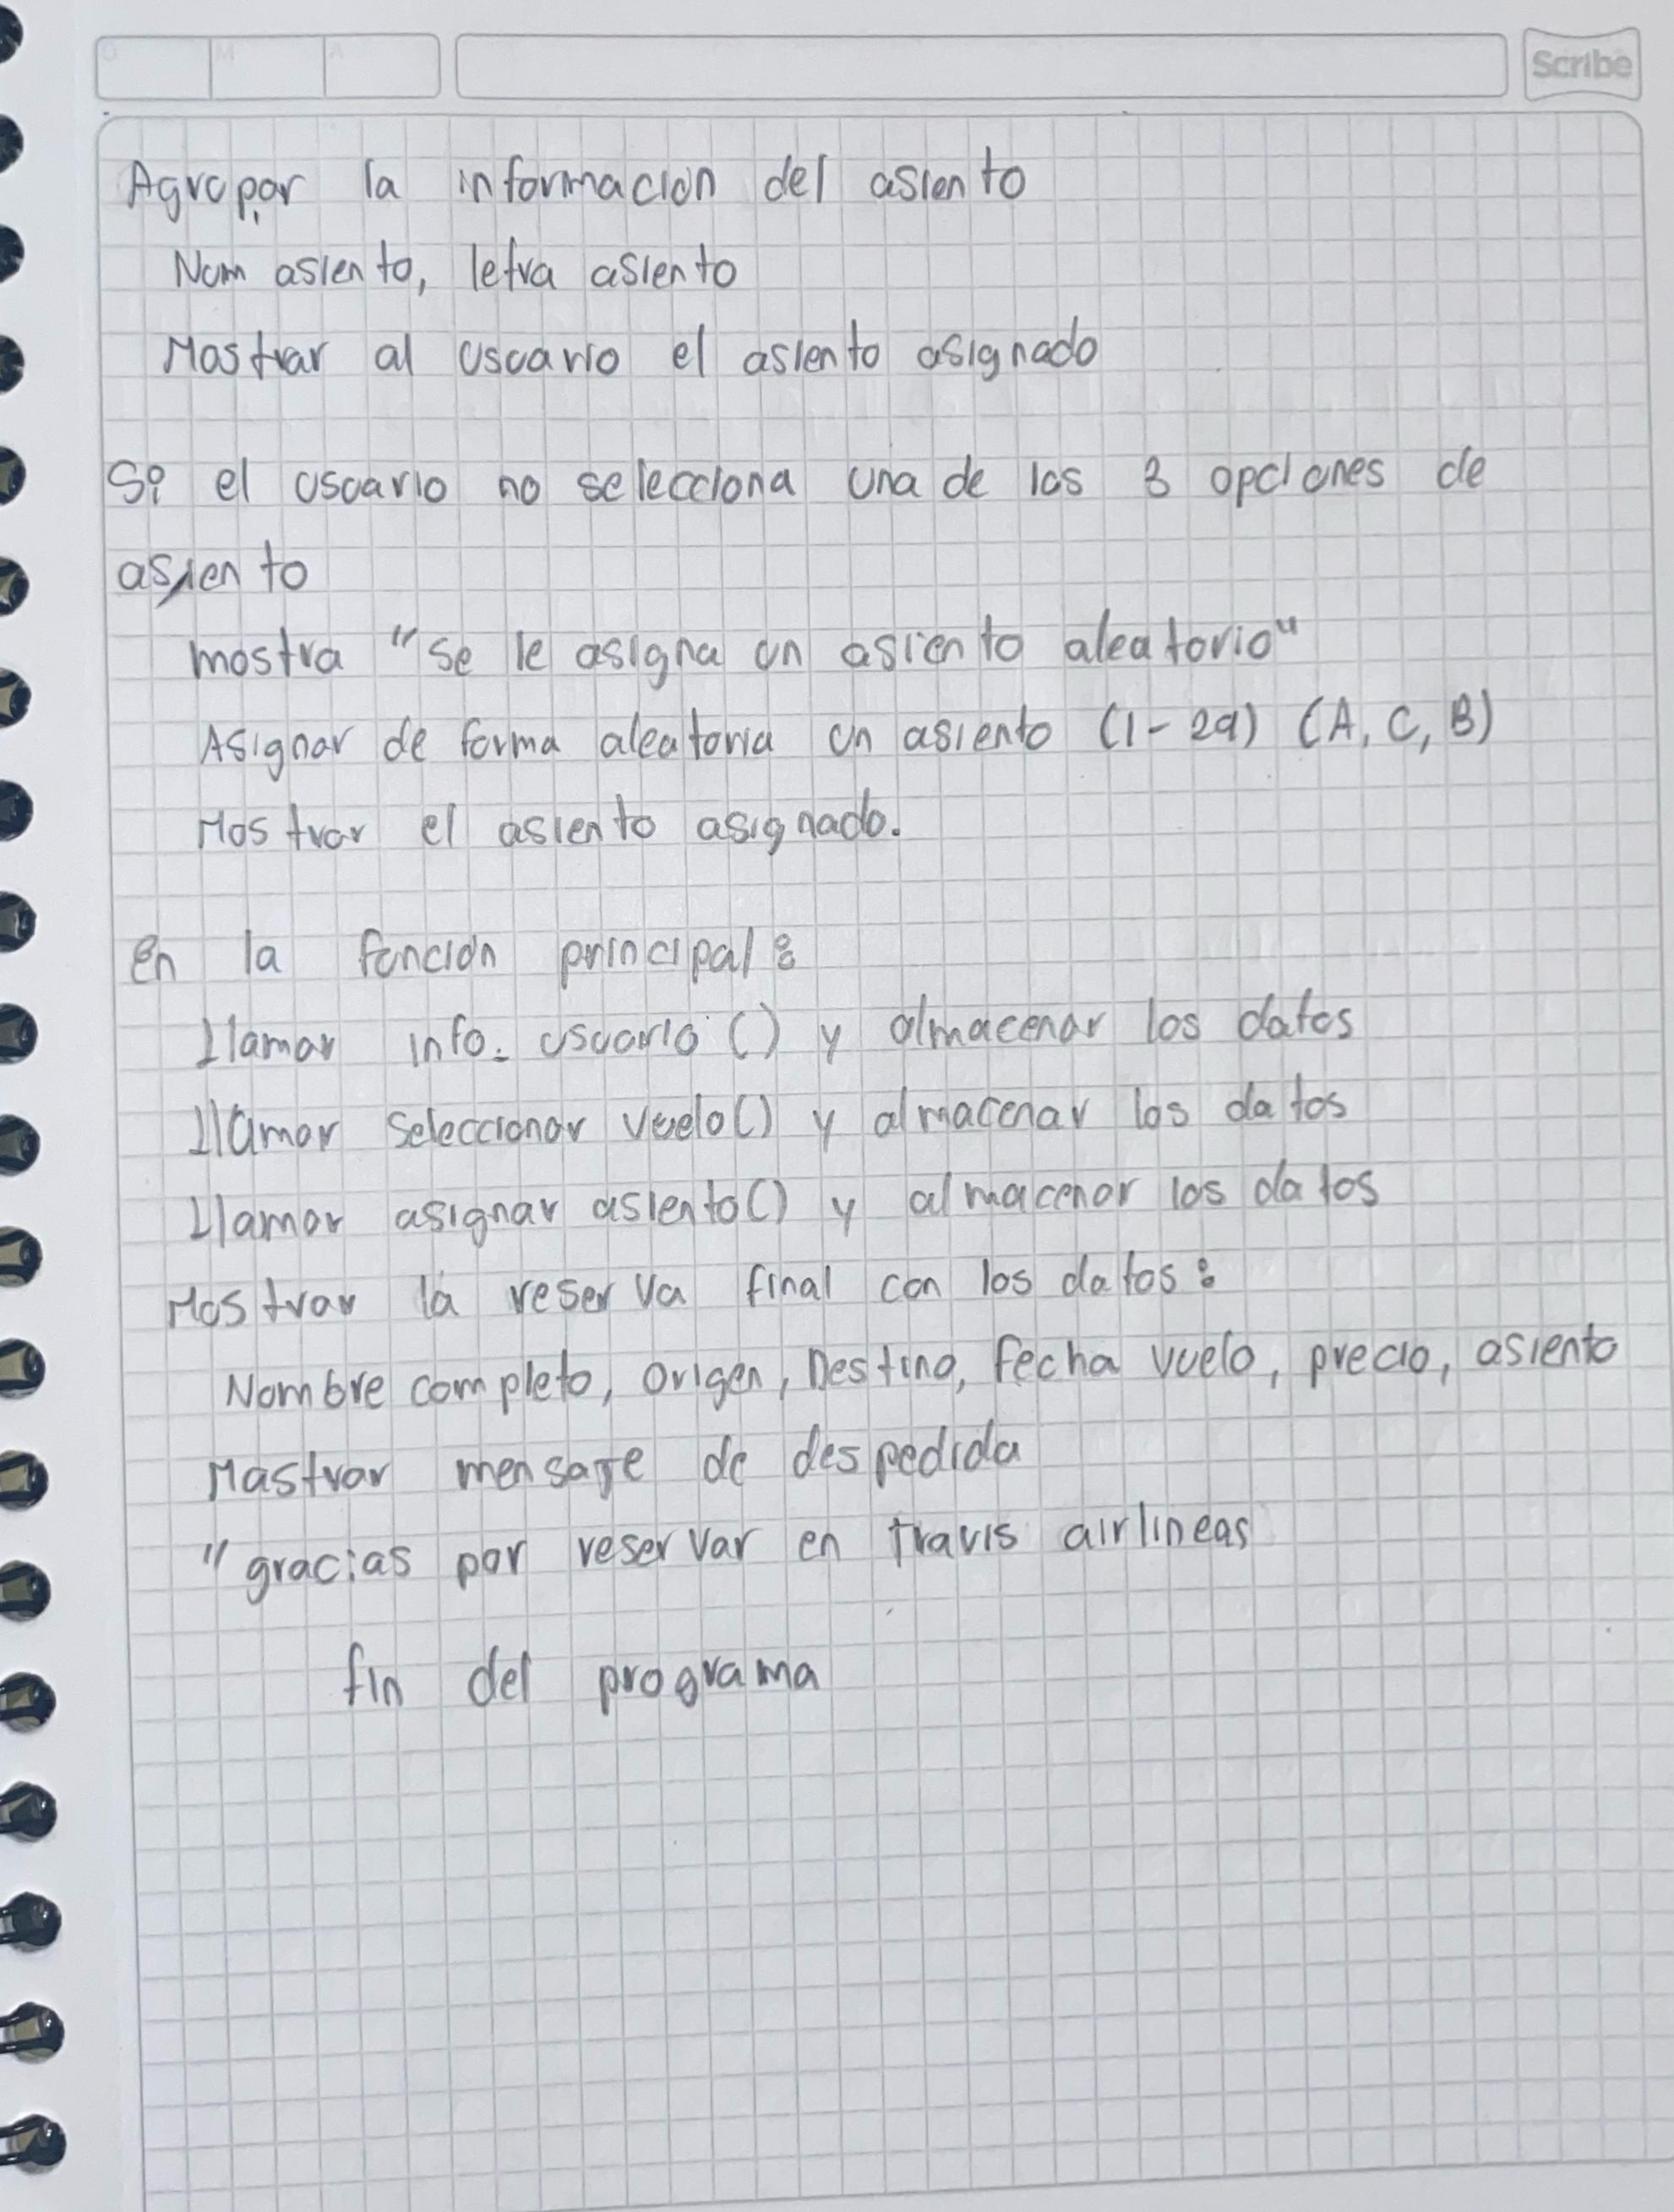 Scribe
Agrupar la informacion del asiento
Num asiento, letra asiento
Mostrar al usuario el asiento asignado
Si el usuario no selecciona una de las 3 opciones de
asiento
mostra "se le asigna un asiento aleatorio"
Asignar de forma aleatoria un asiento (1-29) (A, C, B)
Mostrar el asiento asignado.
en la función principal:
llamar info_usuario() y almacenar los datos
llamar seleccionar vuelo() y almacenar los datos
llamar asignar asiento() y almacenar los datos
Mostrar la reserva final con los datos:
Nombre completo, origen, Destino, fecha vuelo, precio, asiento
Mostrar mensaje de despedida
"gracias por reservar en travis airlineas
fin del programa